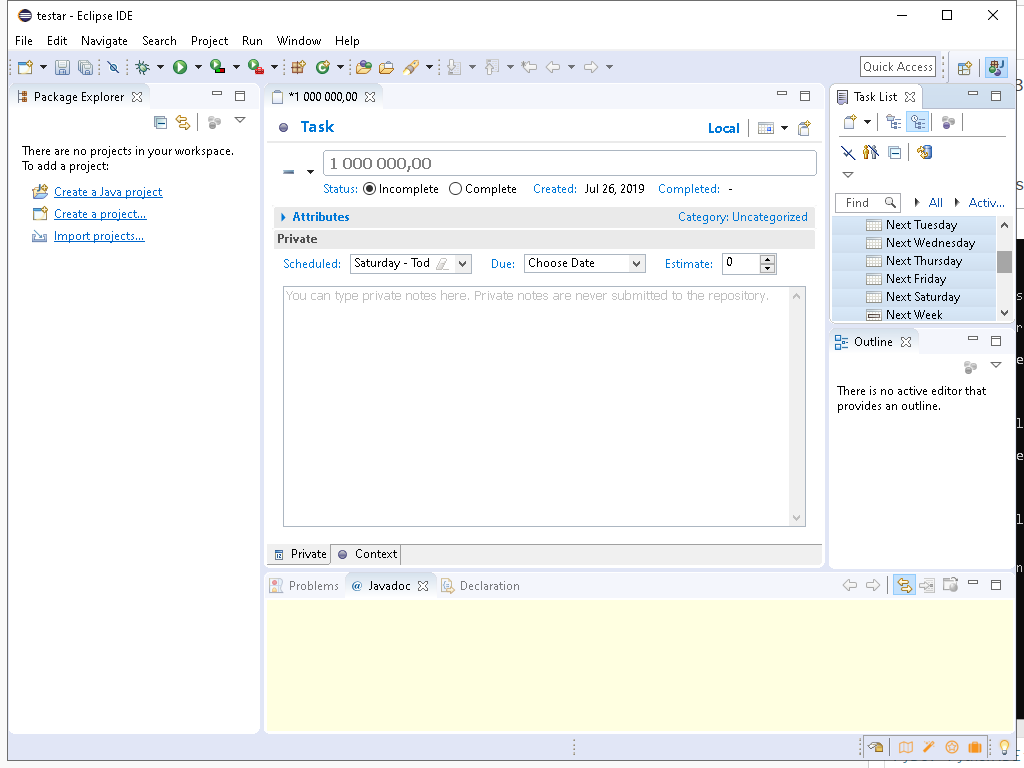 testar - Eclipse IDE
File Edit Navigate Search Project Run Window Help
Quick Access
Package Explorer
There are no projects in your workspace.
To add a project:
Create a Java project
Create a project...
Import projects...
*1 000 000,00
Task
Local
1 000 000,00
Status: Incomplete Complete Created: Jul 26, 2019 Completed: -
Attributes
Category: Uncategorized
Private
Scheduled: Saturday - Tod Due: Choose Date Estimate: 0
You can type private notes here. Private notes are never submitted to the repository.
Private Context
Task List
Find All Activ...
Next Tuesday
Next Wednesday
Next Thursday
Next Friday
Next Saturday
Next Week
Outline
There is no active editor that
provides an outline.
Problems @ Javadoc Declaration